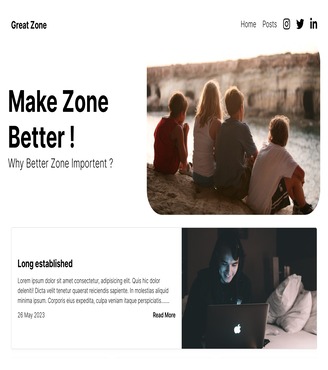 Great Zone
Home Posts
Make Zone
Better !
Why Better Zone Importent ?
Long established
Lorem ipsum dolor sit amet consectetur, adipisicing elit. Quis hic dolor
deleniti! Dicta velit tempore quaerat reiciendis sapiente. In molestias aliquid
minima ipsum. Corporis eius expedita, culpa veniam itaque perspiciatis......
26 May 2023 Read More